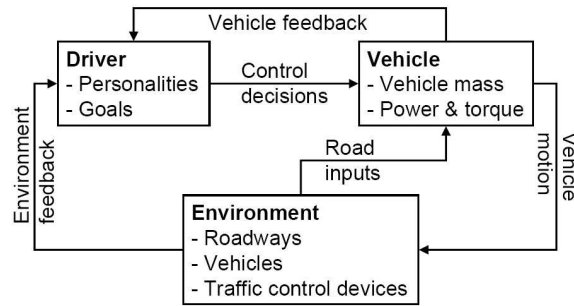 Vehicle feedback
Driver
- Personalities
- Goals
Control
decisions
Vehicle
- Vehicle mass
- Power & torque
Environment
feedback
Road
inputs
Vehicle
motion
Environment
- Roadways
- Vehicles
- Traffic control devices